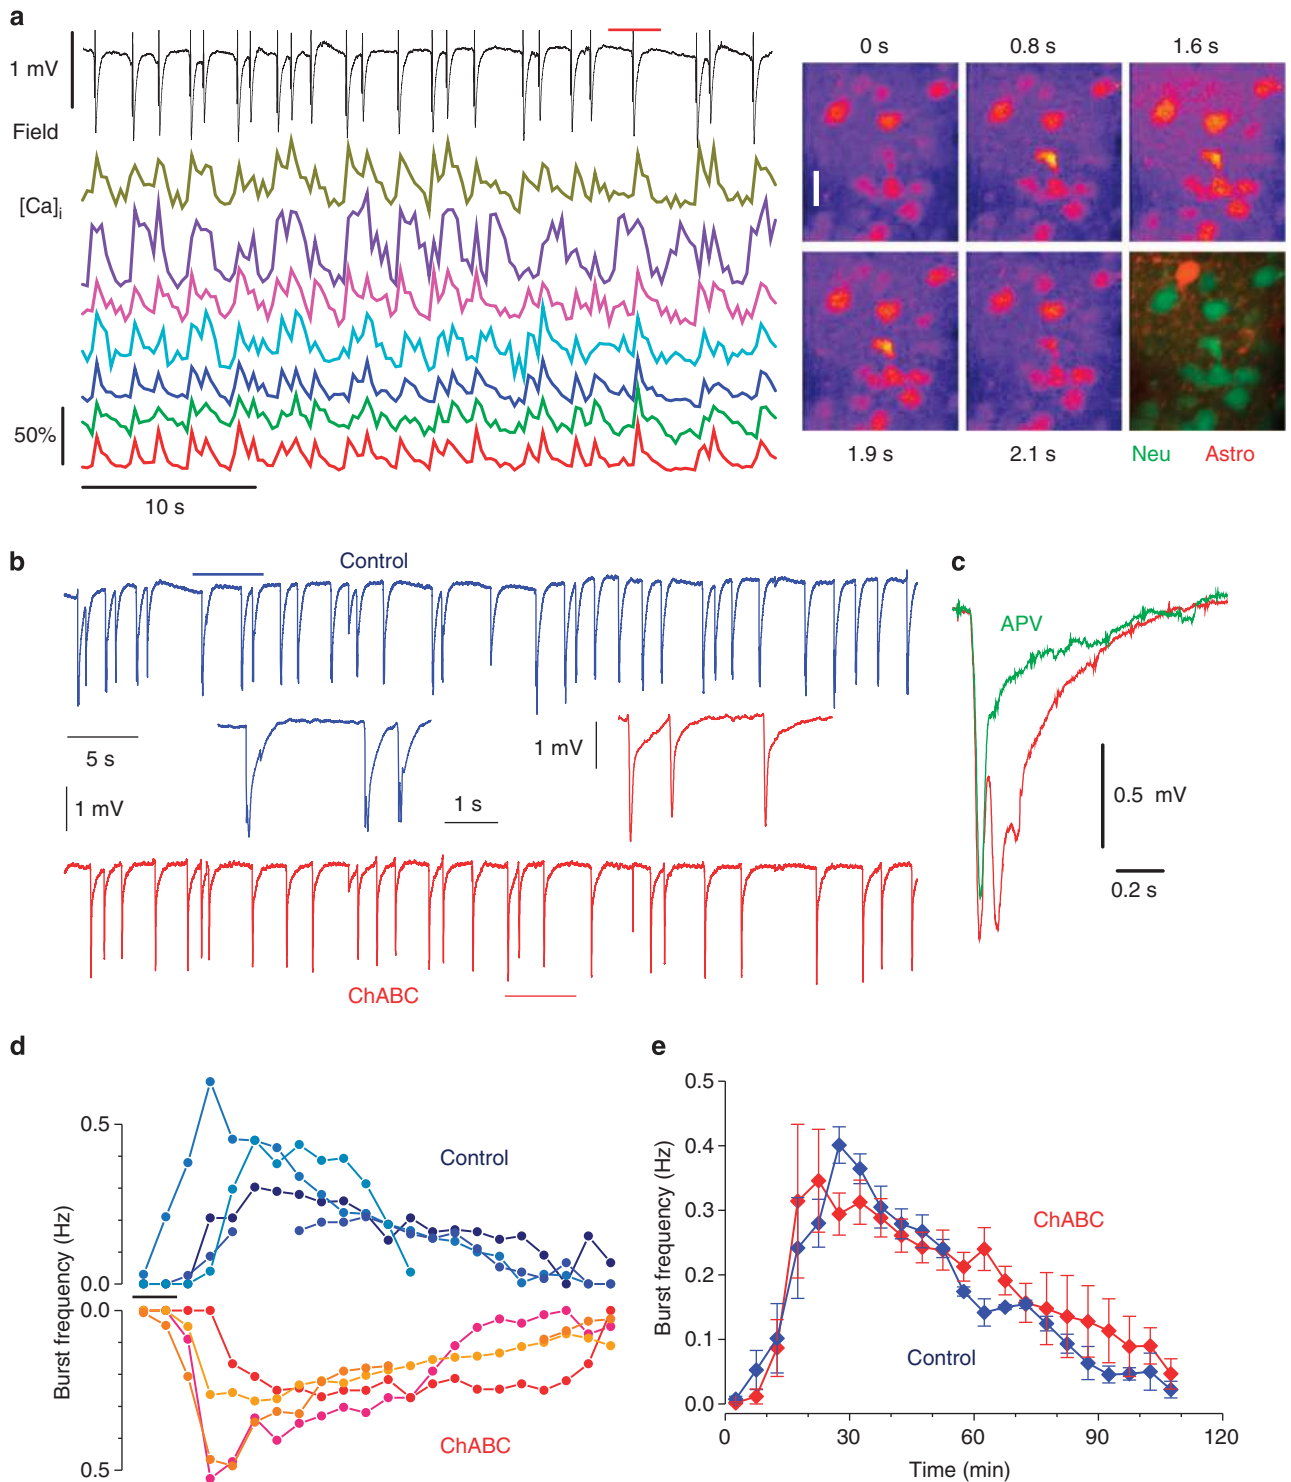 a
1 mV
Field
[Ca]i
50%
10 s
0 s
0.8 s
1.6 s
1.9 s
2.1 s
Neu
Astro
b
Control
5 s
1 mV
1 s
1 mV
ChABC
c
APV
0.5 mV
0.2 s
d
0.5
Control
0.0
0.0
Burst frequency (Hz)
ChABC
0.5
e
0.5
0.4
0.3
0.2
0.1
0.0
Burst frequency (Hz)
ChABC
Control
0
30
60
90
120
Time (min)